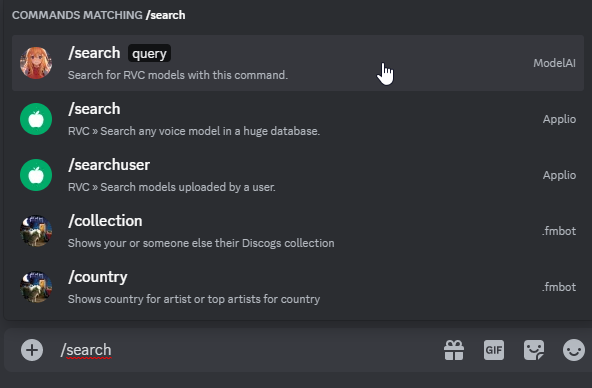 COMMANDS MATCHING /search
/search query
Search for RVC models with this command.
ModelAI
/search
RVC » Search any voice model in a huge database.
Applio
/searchuser
RVC » Search models uploaded by a user.
Applio
/collection
Shows your or someone else their Discogs collection
.fmbot
/country
Shows country for artist or top artists for country
.fmbot
/search
GIF